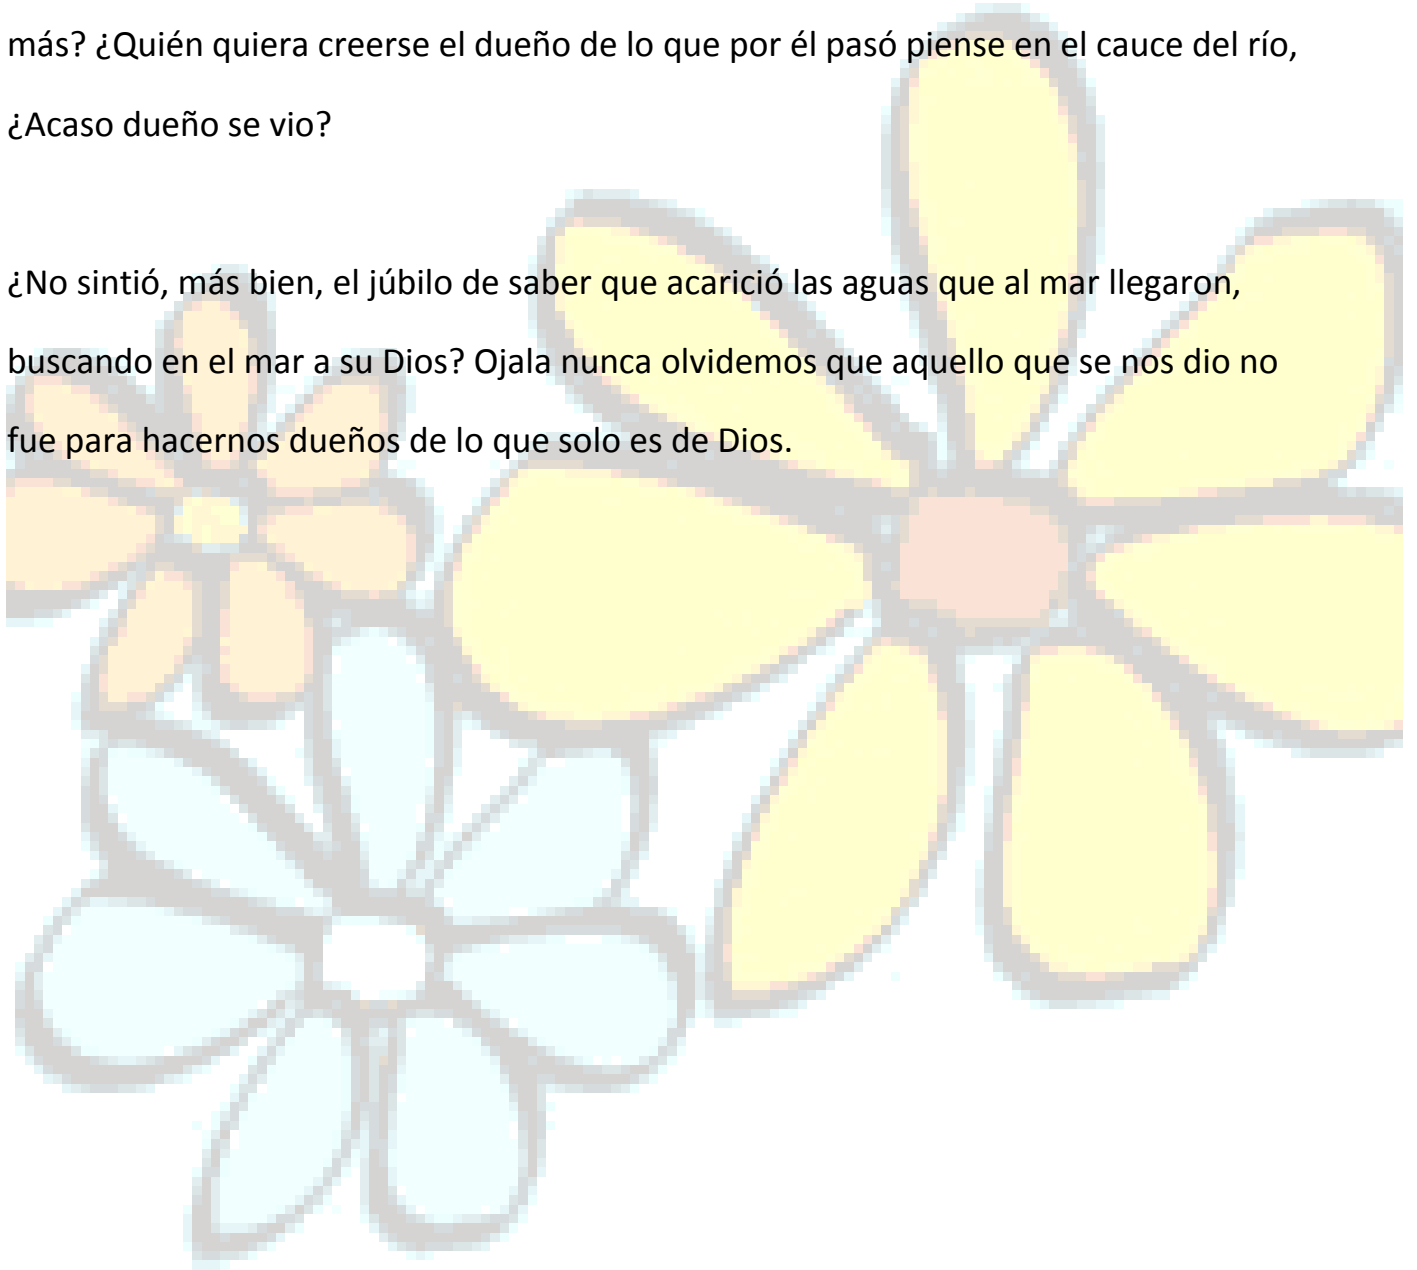 más? ¿Quién quiera creerse el dueño de lo que por él pasó piense en el cauce del río,
¿Acaso dueño se vio?
¿No sintió, más bien, el júbilo de saber que acarició las aguas que al mar llegaron,
buscando en el mar a su Dios? Ojala nunca olvidemos que aquello que se nos dio no
fue para hacernos dueños de lo que solo es de Dios.